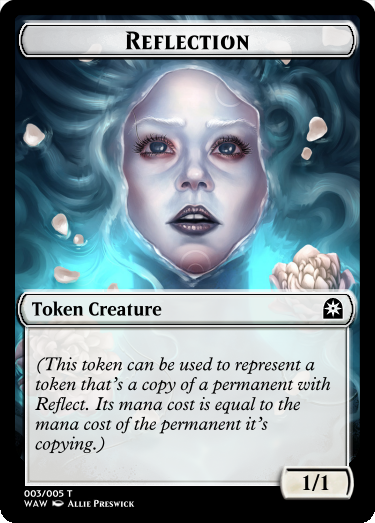 Reflection
Token Creature
(This token can be used to represent a
token that's a copy of a permanent with
Reflect. Its mana cost is equal to the
mana cost of the permanent it's
copying.)
1/1
003/005 T
WAW Allie Preswick